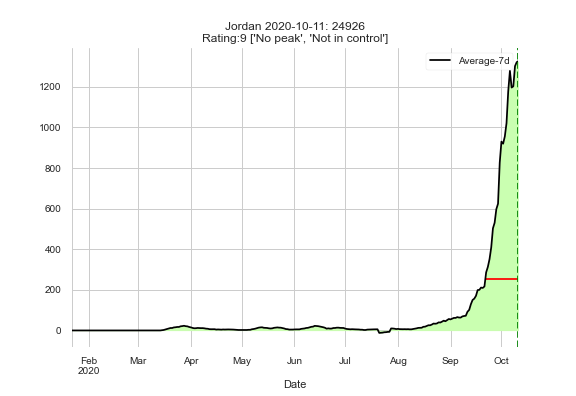 Jordan 2020-10-11: 24926
Rating:9 ['No peak', 'Not in control']
Average-7d
1200
1000
800
600
400
200
0
Feb Mar Apr May Jun Jul Aug Sep Oct
2020
Date